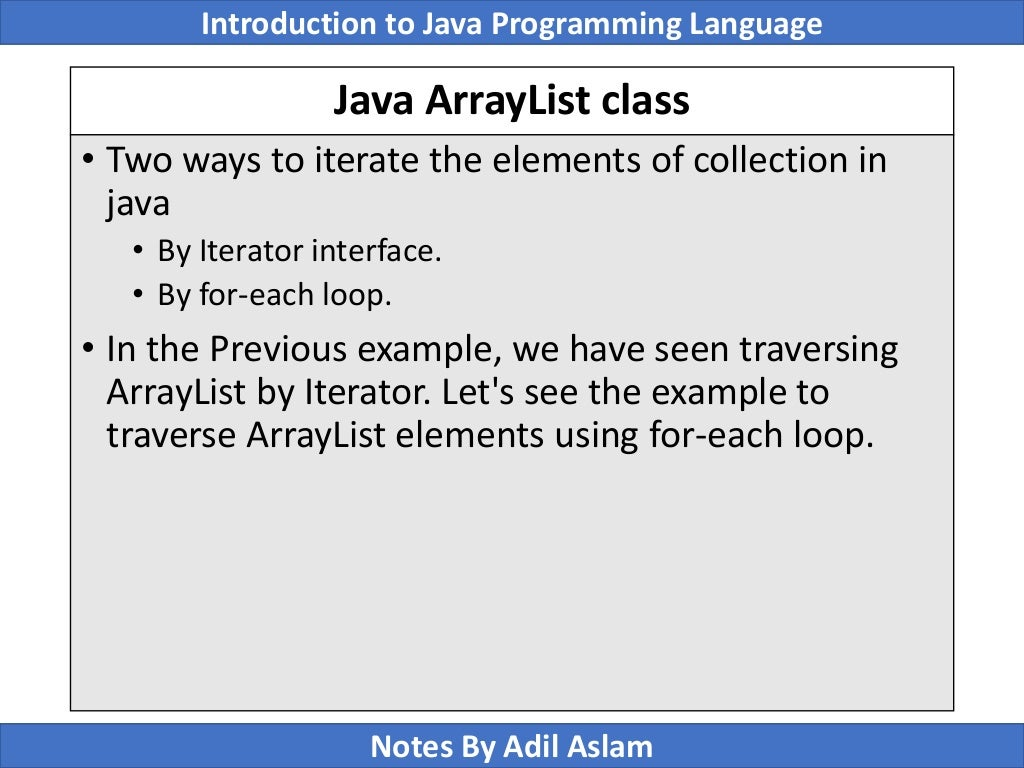 Introduction to Java Programming Language
Java ArrayList class
• Two ways to iterate the elements of collection in
java
• By Iterator interface.
• By for-each loop.
• In the Previous example, we have seen traversing
ArrayList by Iterator. Let's see the example to
traverse ArrayList elements using for-each loop.
Notes By Adil Aslam